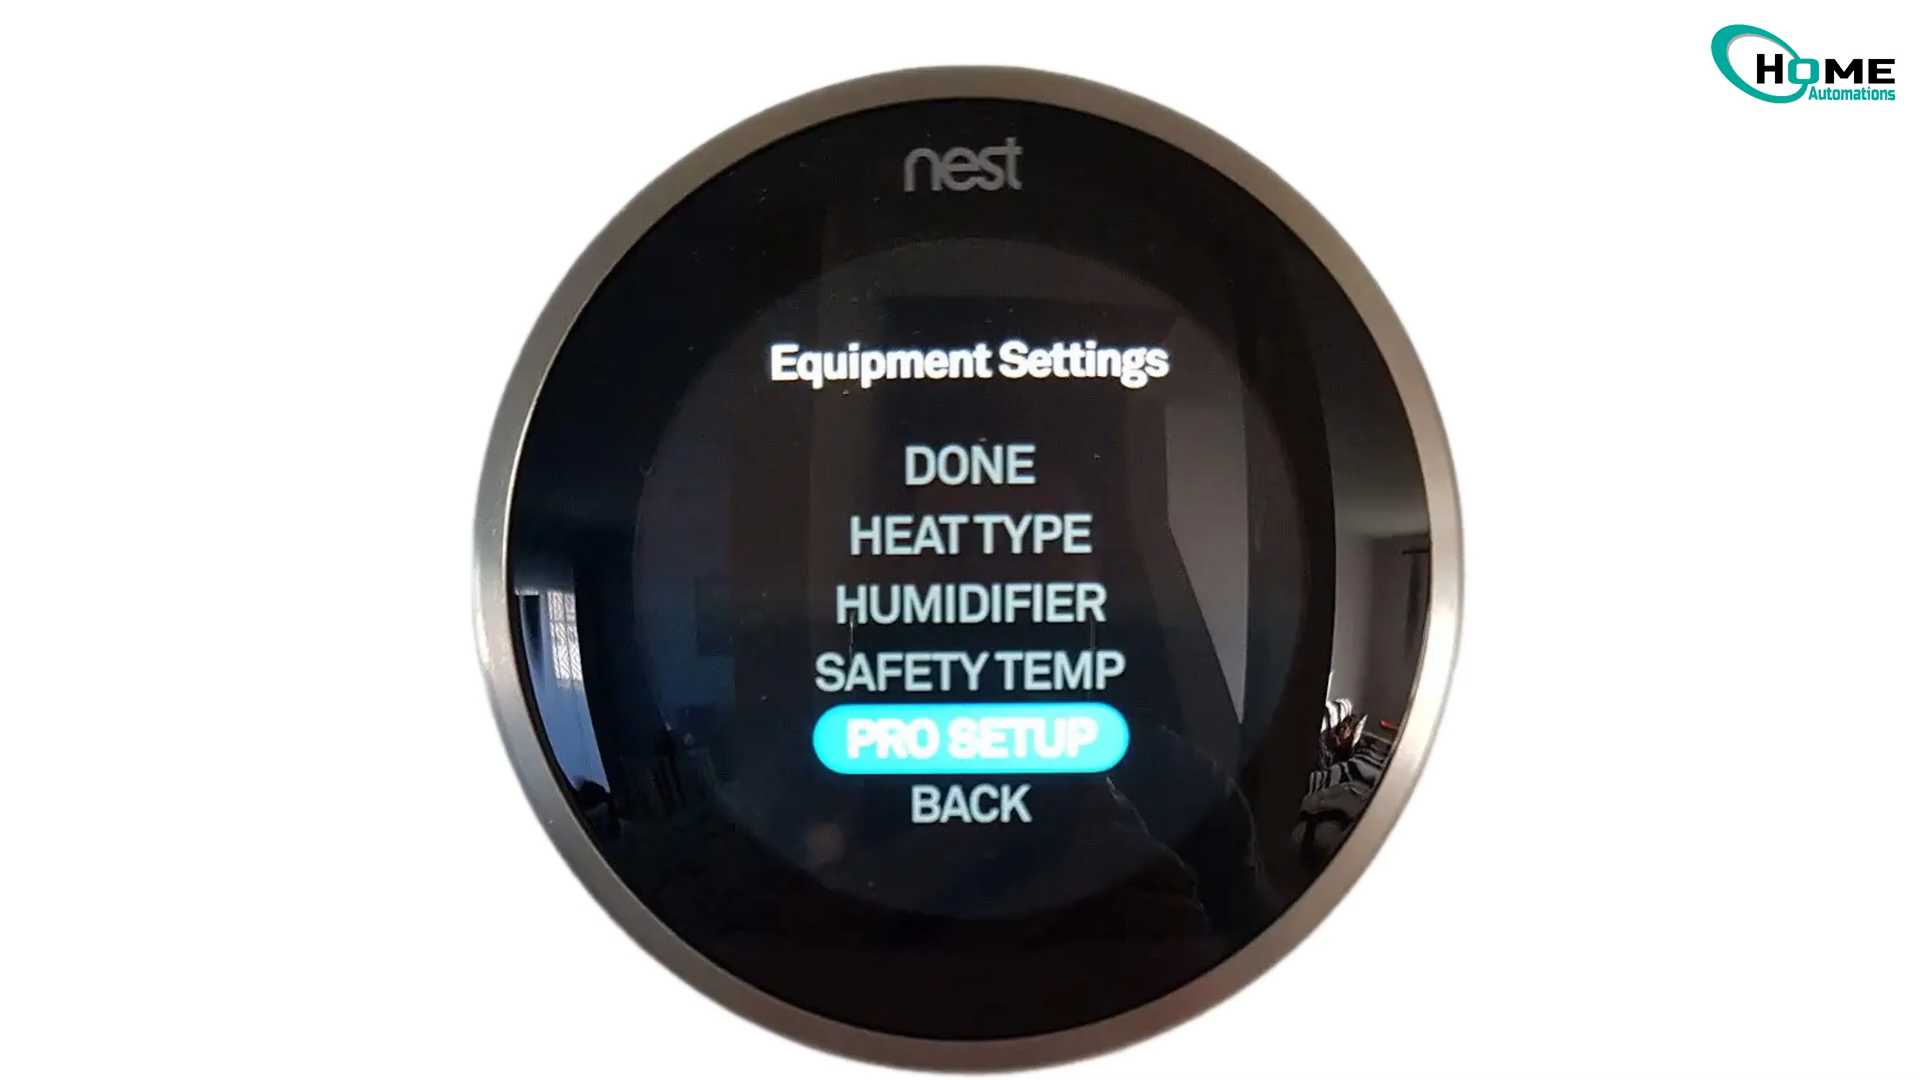 HOME
Automations
nest
Equipment Settings
DONE
HEAT TYPE
HUMIDIFIER
SAFETY TEMP
PRO SETUP
BACK